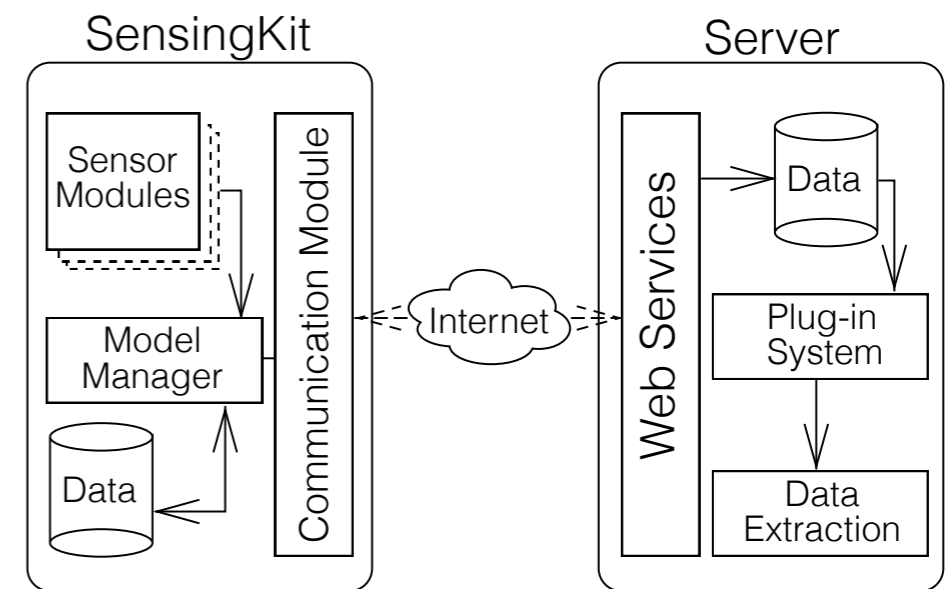 SensingKit
Sensor
Modules
Model
Manager
Data
Communication Module
Internet
Server
Web Services
Data
Plug-in
System
Data
Extraction